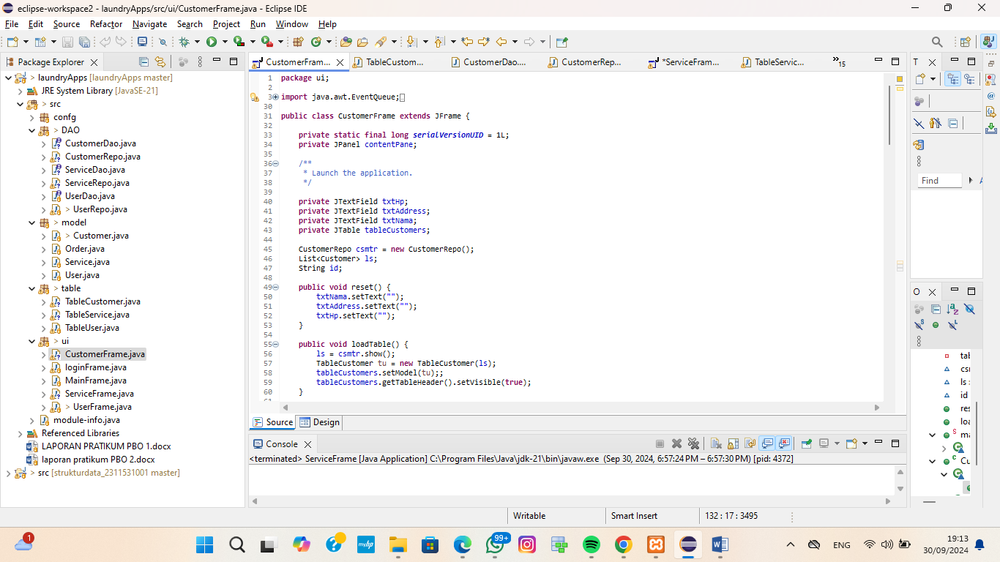 eclipse-workspace2 - laundryApps/src/ui/CustomerFrame.java - Eclipse IDE
File Edit Source Refactor Navigate Search Project Run Window Help
Package Explorer
> laundryApps [laundryApps master]
JRE System Library [JavaSE-21]
> src
confg
> DAO
CustomerDao.java
CustomerRepo.java
ServiceDao.java
ServiceRepo.java
UserDao.java
> UserRepo.java
> model
> Customer.java
Order.java
Service.java
User.java
> table
TableCustomer.java
TableService.java
TableUser.java
> ui
CustomerFrame.java
loginFrame.java
MainFrame.java
ServiceFrame.java
> UserFrame.java
module-info.java
Referenced Libraries
LAPORAN PRATIKUM PBO 1.docx
laporan pratikum PBO 2.docx
> src [strukturdata_2311531001 master]
CustomerFram... TableCustom... CustomerDao.... CustomerRep... *ServiceFram... TableServic... »15
1 package ui;
2
3 import java.awt.EventQueue;
30
31 public class CustomerFrame extends JFrame {
32
33 private static final long serialVersionUID = 1L;
34 private JPanel contentPane;
35
36 /**
37 * Launch the application.
38 */
39
40 private JTextField txtHp;
41 private JTextField txtAddress;
42 private JTextField txtNama;
43 private JTable tableCustomers;
44
45 CustomerRepo csmtr = new CustomerRepo();
46 List<Customer> ls;
47 String id;
48
49 public void reset() {
50 txtNama.setText("");
51 txtAddress.setText("");
52 txtHp.setText("");
53 }
54
55 public void loadTable() {
56 ls = csmtr.show();
57 TableCustomer tu = new TableCustomer(ls);
58 tableCustomers.setModel(tu);;
59 tableCustomers.getTableHeader().setVisible(true);
60 }
Source Design
Console
<terminated> ServiceFrame [Java Application] C:\Program Files\Java\jdk-21\bin\javaw.exe (Sep 30, 2024, 6:57:24 PM – 6:57:30 PM) [pid: 4372]
T
Find
O
tab
csr
ls :
id
res
loa
ma
Cu
Writable Smart Insert 132 : 17 : 3495
1
myhp
99+
ENG
19:13
30/09/2024